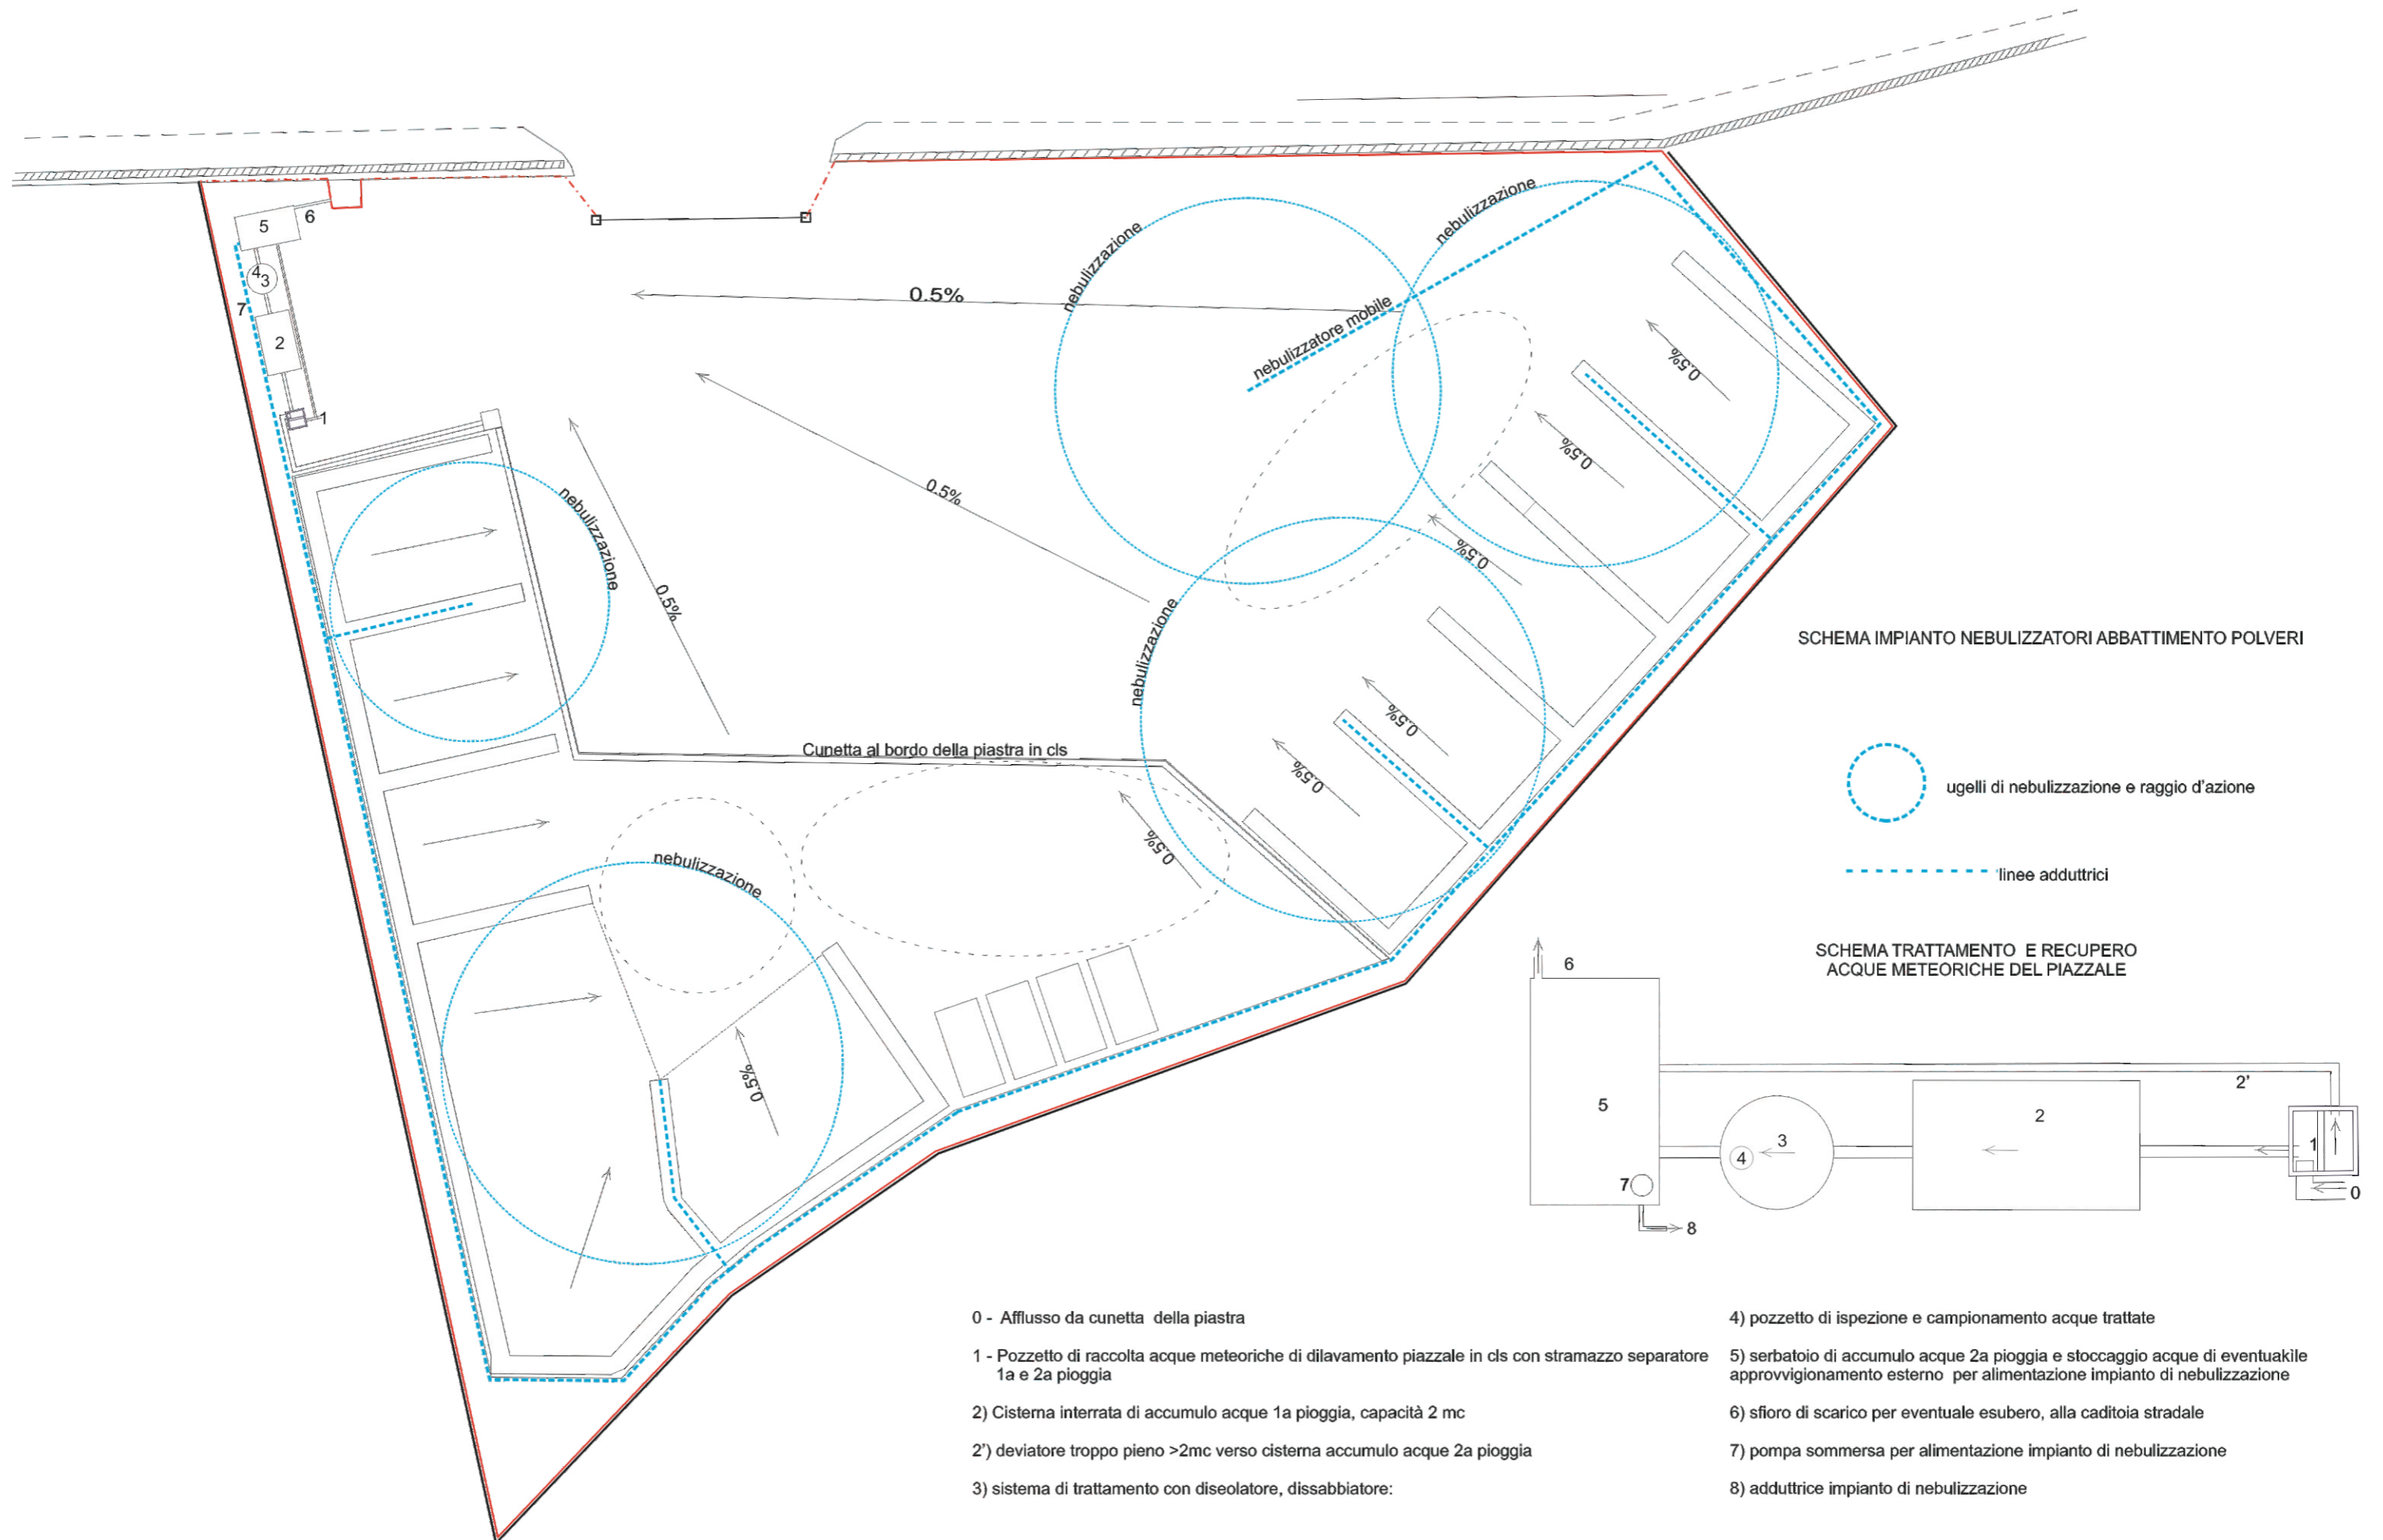 5
6
4
3
7
2
1
nebulizzazione
nebulizzazione
0.5%
nebulizzatore mobile
0.5%
0.5%
nebulizzazione
0.5%
0.5%
0.5%
0.5%
nebulizzazione
0.5%
0.5%
Cunetta al bordo della piastra in cls
0.5%
nebulizzazione
0.5%
SCHEMA IMPIANTO NEBULIZZATORI ABBATTIMENTO POLVERI
ugelli di nebulizzazione e raggio d'azione
linee adduttrici
SCHEMA TRATTAMENTO E RECUPERO
ACQUE METEORICHE DEL PIAZZALE
6
2'
5
2
3
1
4
7
0
8
0 - Afflusso da cunetta della piastra
1 - Pozzetto di raccolta acque meteoriche di dilavamento piazzale in cls con stramazzo separatore
1a e 2a pioggia
2) Cisterna interrata di accumulo acque 1a pioggia, capacità 2 mc
2') deviatore troppo pieno >2mc verso cisterna accumulo acque 2a pioggia
3) sistema di trattamento con diseolatore, dissabbiatore:
4) pozzetto di ispezione e campionamento acque trattate
5) serbatoio di accumulo acque 2a pioggia e stoccaggio acque di eventuakile
approvvigionamento esterno per alimentazione impianto di nebulizzazione
6) sfioro di scarico per eventuale esubero, alla caditoia stradale
7) pompa sommersa per alimentazione impianto di nebulizzazione
8) adduttrice impianto di nebulizzazione